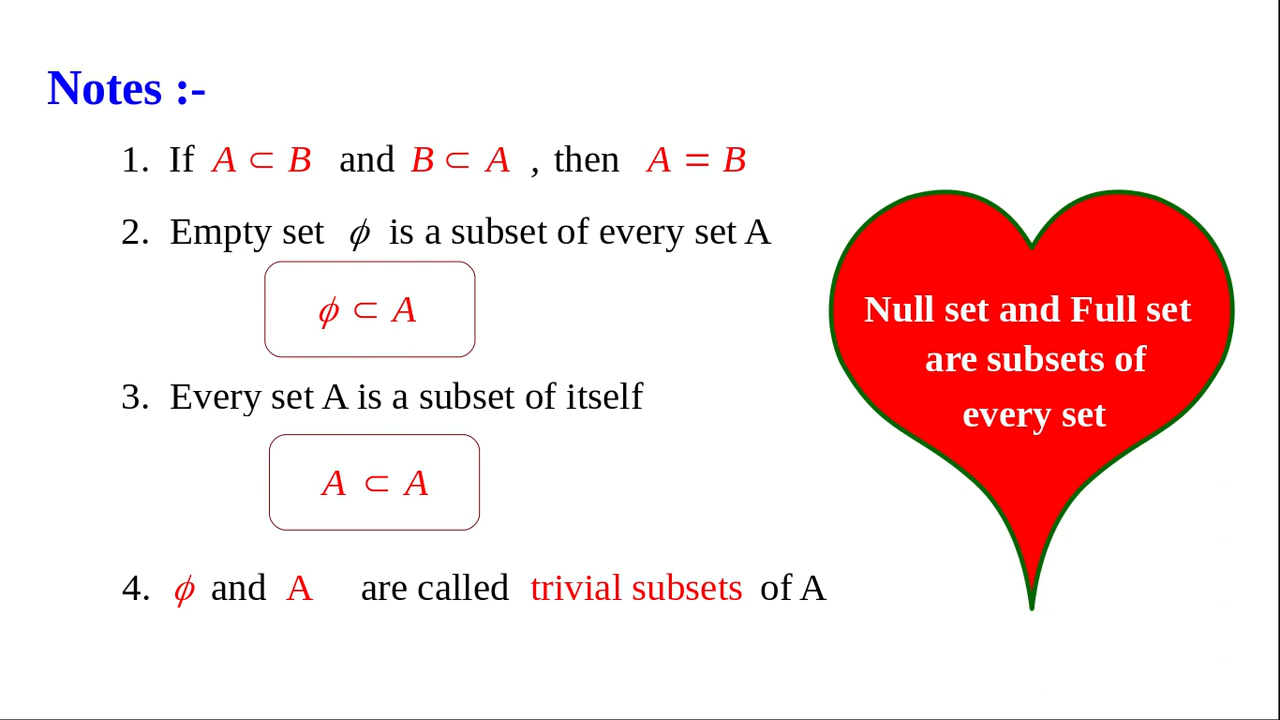 Notes :-
1. If A ⊂ B and B ⊂ A , then A = B
2. Empty set ϕ is a subset of every set A
ϕ ⊂ A
3. Every set A is a subset of itself
A ⊂ A
4. ϕ and A are called trivial subsets of A
Null set and Full set
are subsets of
every set